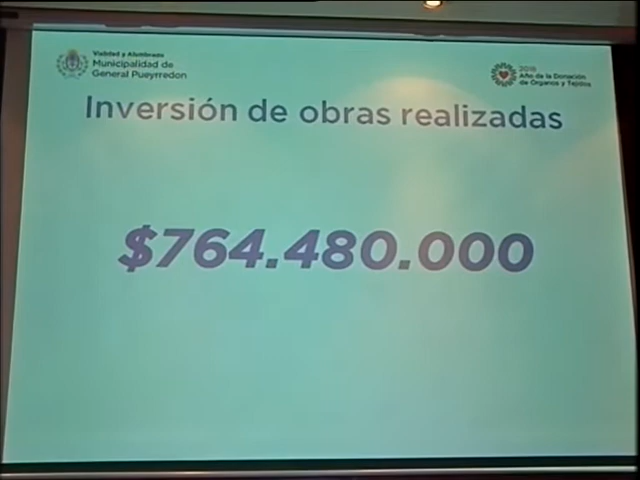 Vialidad y Alumbrado
Municipalidad de
General Pueyrredon
Año de la Donación
de Órganos y Tejidos
Inversión de obras realizadas
$764.480.000